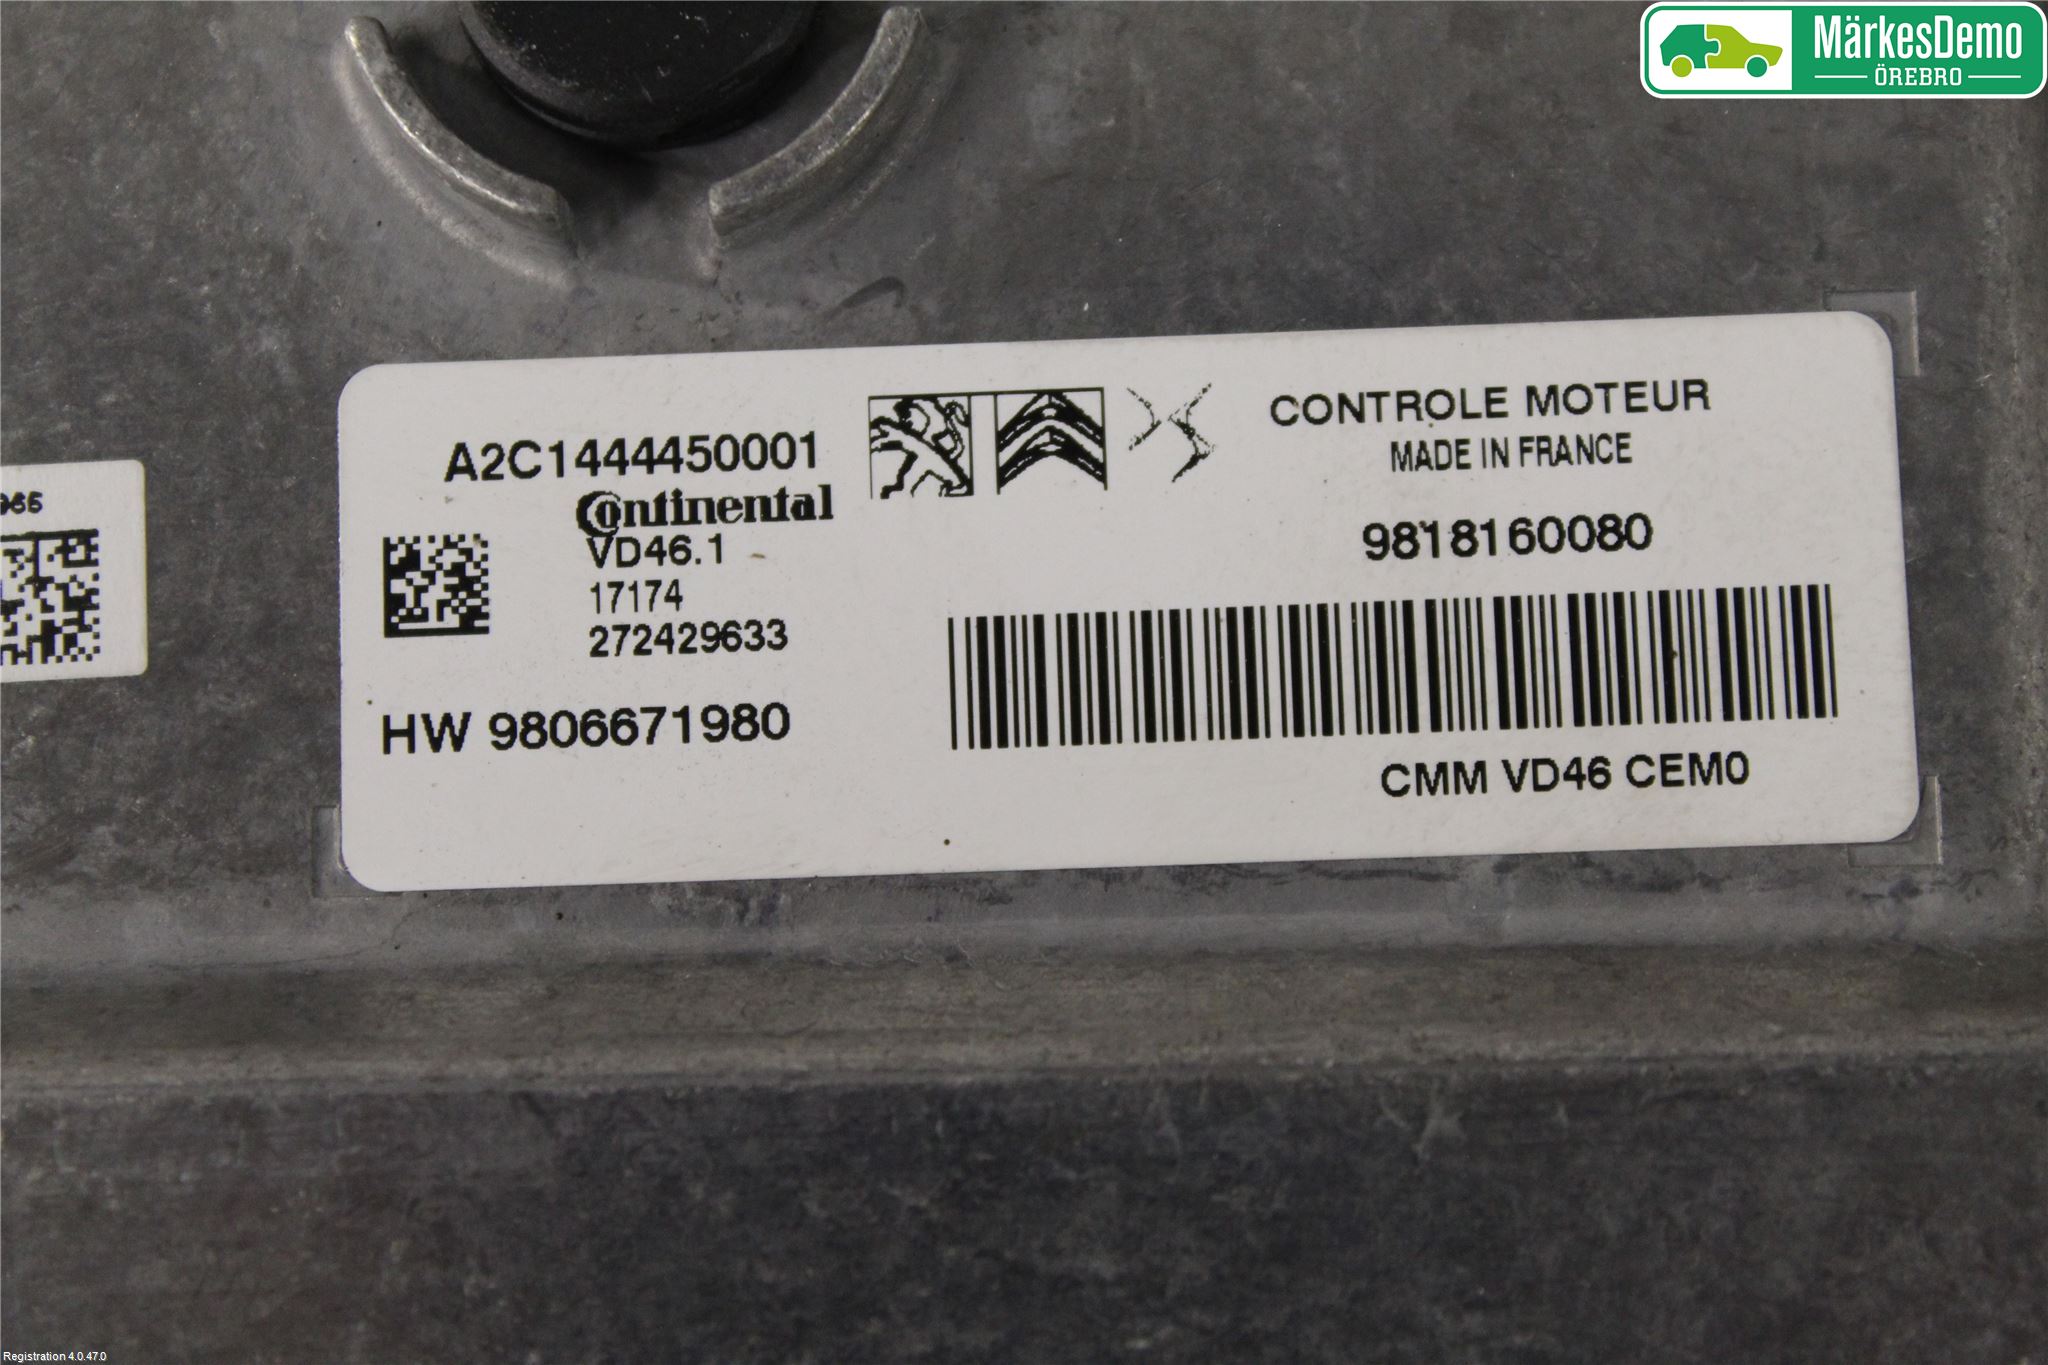 MärkesDemo
ÖREBRO
A2C1444450001
Continental
VD46.1
17174
272429633
HW 9806671980
CONTROLE MOTEUR
MADE IN FRANCE
9818160080
CMM VD46 CEM0
Registration 4.0.47.0